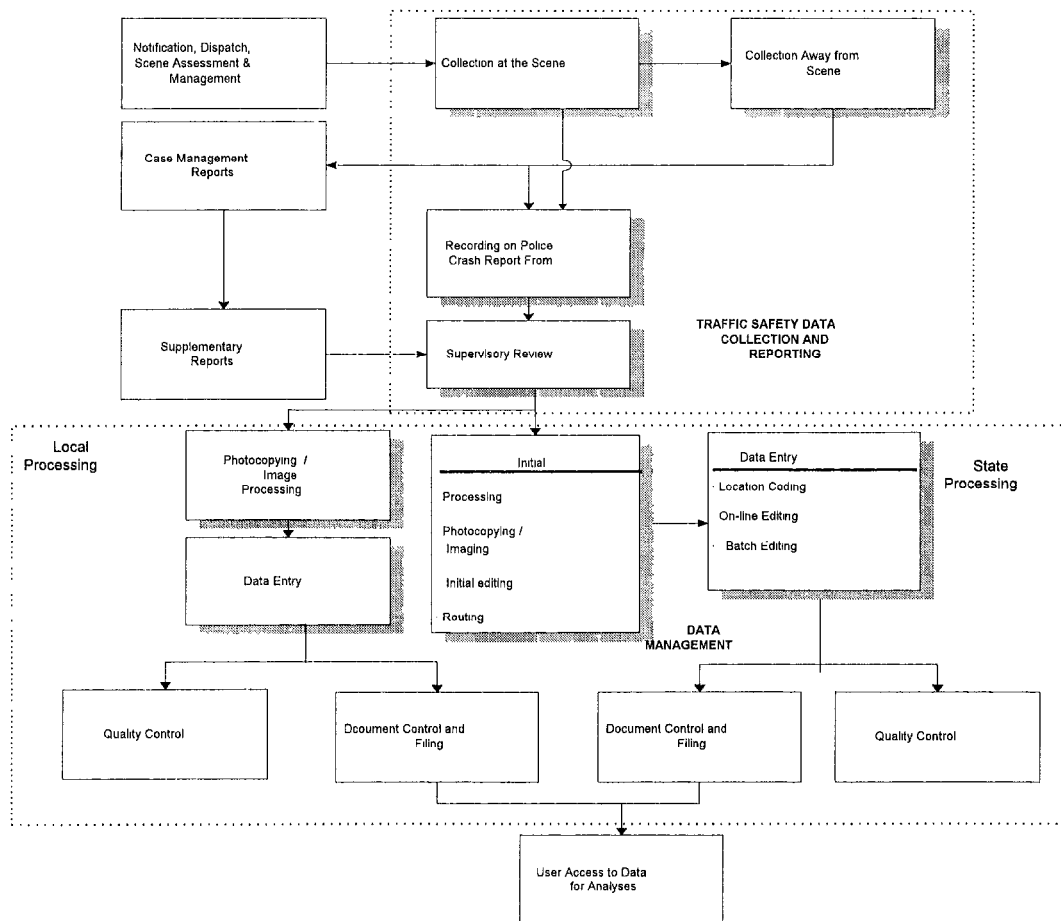 Notification, Dispatch,
Scene Assessment &
Management
Collection at the Scene
Collection Away from
Scene
Case Management
Reports
Recording on Police
Crash Report From
Supplementary
Reports
Supervisory Review
TRAFFIC SAFETY DATA
COLLECTION AND
REPORTING
Local
Processing
Photocopying /
Image
Processing
Initial
Processing
Photocopying /
Imaging
Initial editing
Routing
Data Entry
· Location Coding
· On-line Editing
· Batch Editing
State
Processing
Data Entry
DATA
MANAGEMENT
Quality Control
Document Control and
Filing
Document Control and
Filing
Quality Control
User Access to Data
for Analyses